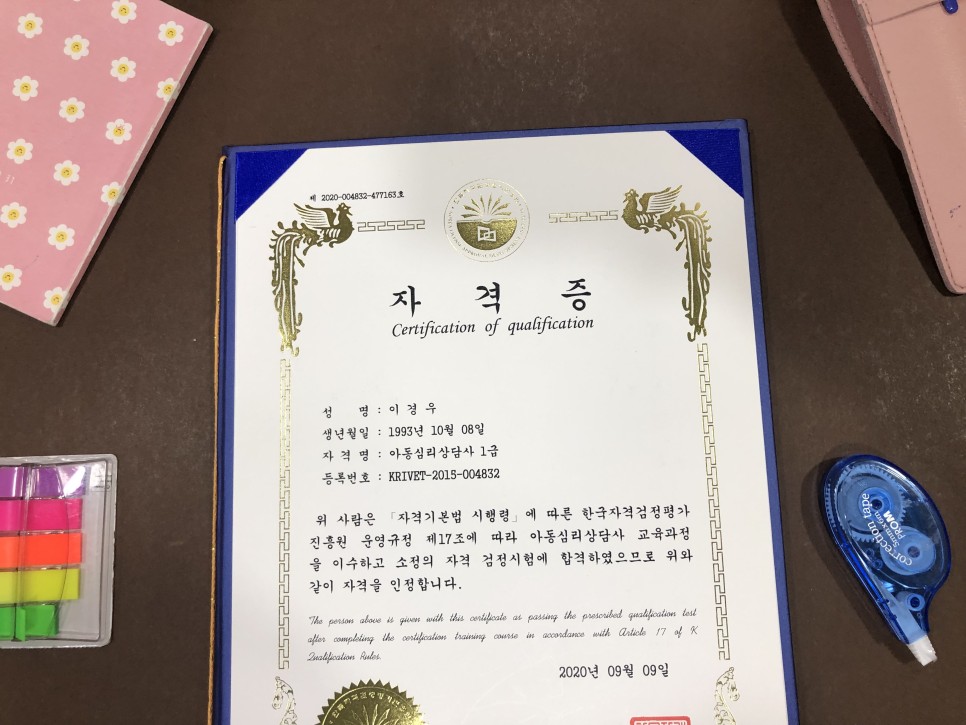 제 2020-004832-477163호
자 격 증
Certification of qualification
성 명 : 이 경 우
생년월일 : 1993년 10월 08일
자 격 명 : 아동심리상담사 1급
등록번호 : KRIVET-2015-004832
위 사람은 「자격기본법 시행령」에 따른 한국자격검정평가
진흥원 운영규정 제17조에 따라 아동심리상담사 교육과정
을 이수하고 소정의 자격 검정시험에 합격하였으므로 위와
같이 자격을 인정합니다.
The person above is given with this certificate as passing the prescribed qualification test
after completing the certification training course in accordance with Article 17 of K
Qualification Rules.
2020년 09월 09일
correction tape
5mm x 6m
PROM